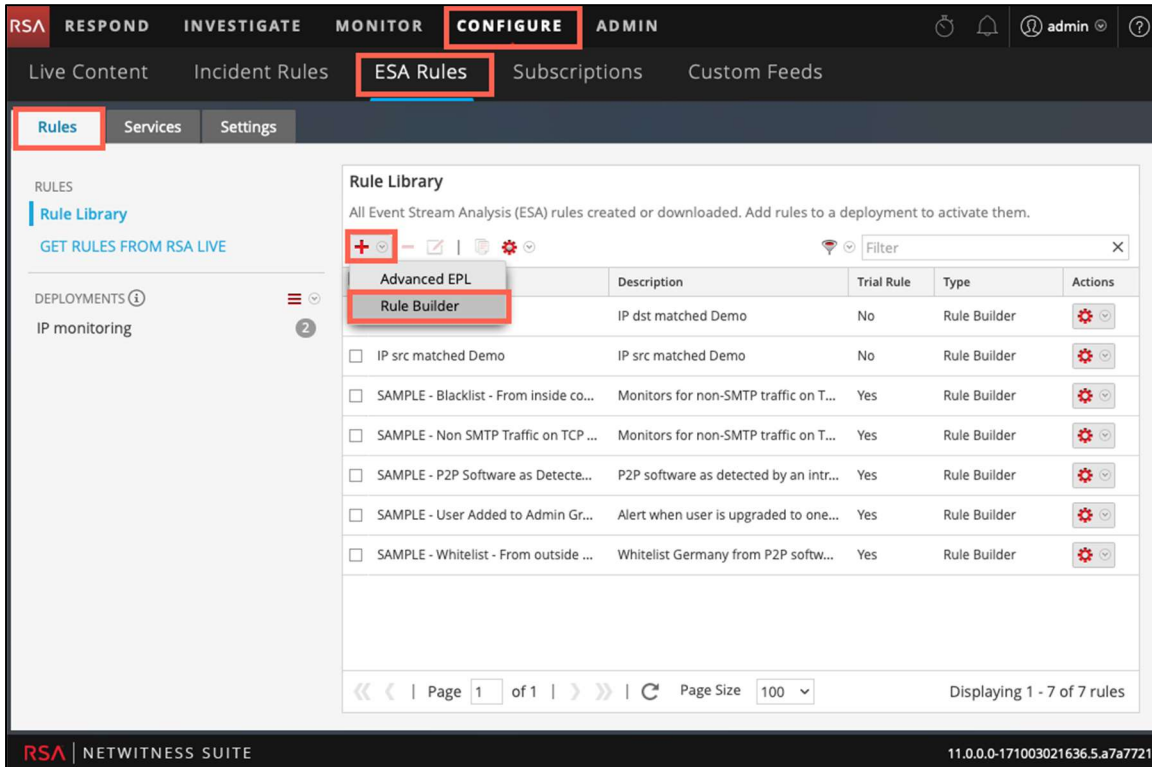 RSA RESPOND INVESTIGATE MONITOR CONFIGURE ADMIN admin ?
Live Content Incident Rules ESA Rules Subscriptions Custom Feeds
Rules Services Settings
RULES
Rule Library
GET RULES FROM RSA LIVE
DEPLOYMENTS i
IP monitoring 2
Rule Library
All Event Stream Analysis (ESA) rules created or downloaded. Add rules to a deployment to activate them.
Filter X
Advanced EPL
Rule Builder
Description Trial Rule Type Actions
IP dst matched Demo No Rule Builder
IP src matched Demo IP src matched Demo No Rule Builder
SAMPLE - Blacklist - From inside co... Monitors for non-SMTP traffic on T... Yes Rule Builder
SAMPLE - Non SMTP Traffic on TCP ... Monitors for non-SMTP traffic on T... Yes Rule Builder
SAMPLE - P2P Software as Detecte... P2P software as detected by an intr... Yes Rule Builder
SAMPLE - User Added to Admin Gr... Alert when user is upgraded to one... Yes Rule Builder
SAMPLE - Whitelist - From outside ... Whitelist Germany from P2P softw... Yes Rule Builder
Page 1 of 1 Page Size 100 Displaying 1 - 7 of 7 rules
RSA NETWITNESS SUITE 11.0.0.0-171003021636.5.a7a7721